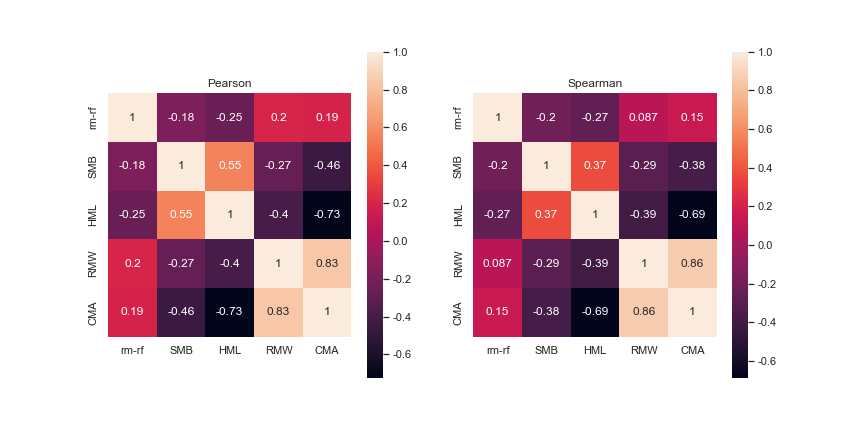 Pearson
rm-rf 1 -0.18 -0.25 0.2 0.19
SMB -0.18 1 0.55 -0.27 -0.46
HML -0.25 0.55 1 -0.4 -0.73
RMW 0.2 -0.27 -0.4 1 0.83
CMA 0.19 -0.46 -0.73 0.83 1
rm-rf SMB HML RMW CMA
1.0
0.8
0.6
0.4
0.2
0.0
-0.2
-0.4
-0.6
Spearman
rm-rf 1 -0.2 -0.27 0.087 0.15
SMB -0.2 1 0.37 -0.29 -0.38
HML -0.27 0.37 1 -0.39 -0.69
RMW 0.087 -0.29 -0.39 1 0.86
CMA 0.15 -0.38 -0.69 0.86 1
rm-rf SMB HML RMW CMA
1.0
0.8
0.6
0.4
0.2
0.0
-0.2
-0.4
-0.6